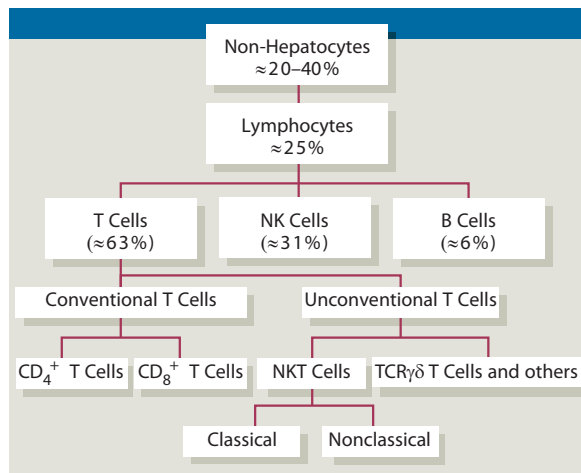 Non-Hepatocytes
≈20–40%
Lymphocytes
≈25%
T Cells
(≈63%)
NK Cells
(≈31%)
B Cells
(≈6%)
Conventional T Cells
Unconventional T Cells
CD₄⁺ T Cells
CD₈⁺ T Cells
NKT Cells
TCRγδ T Cells and others
Classical
Nonclassical